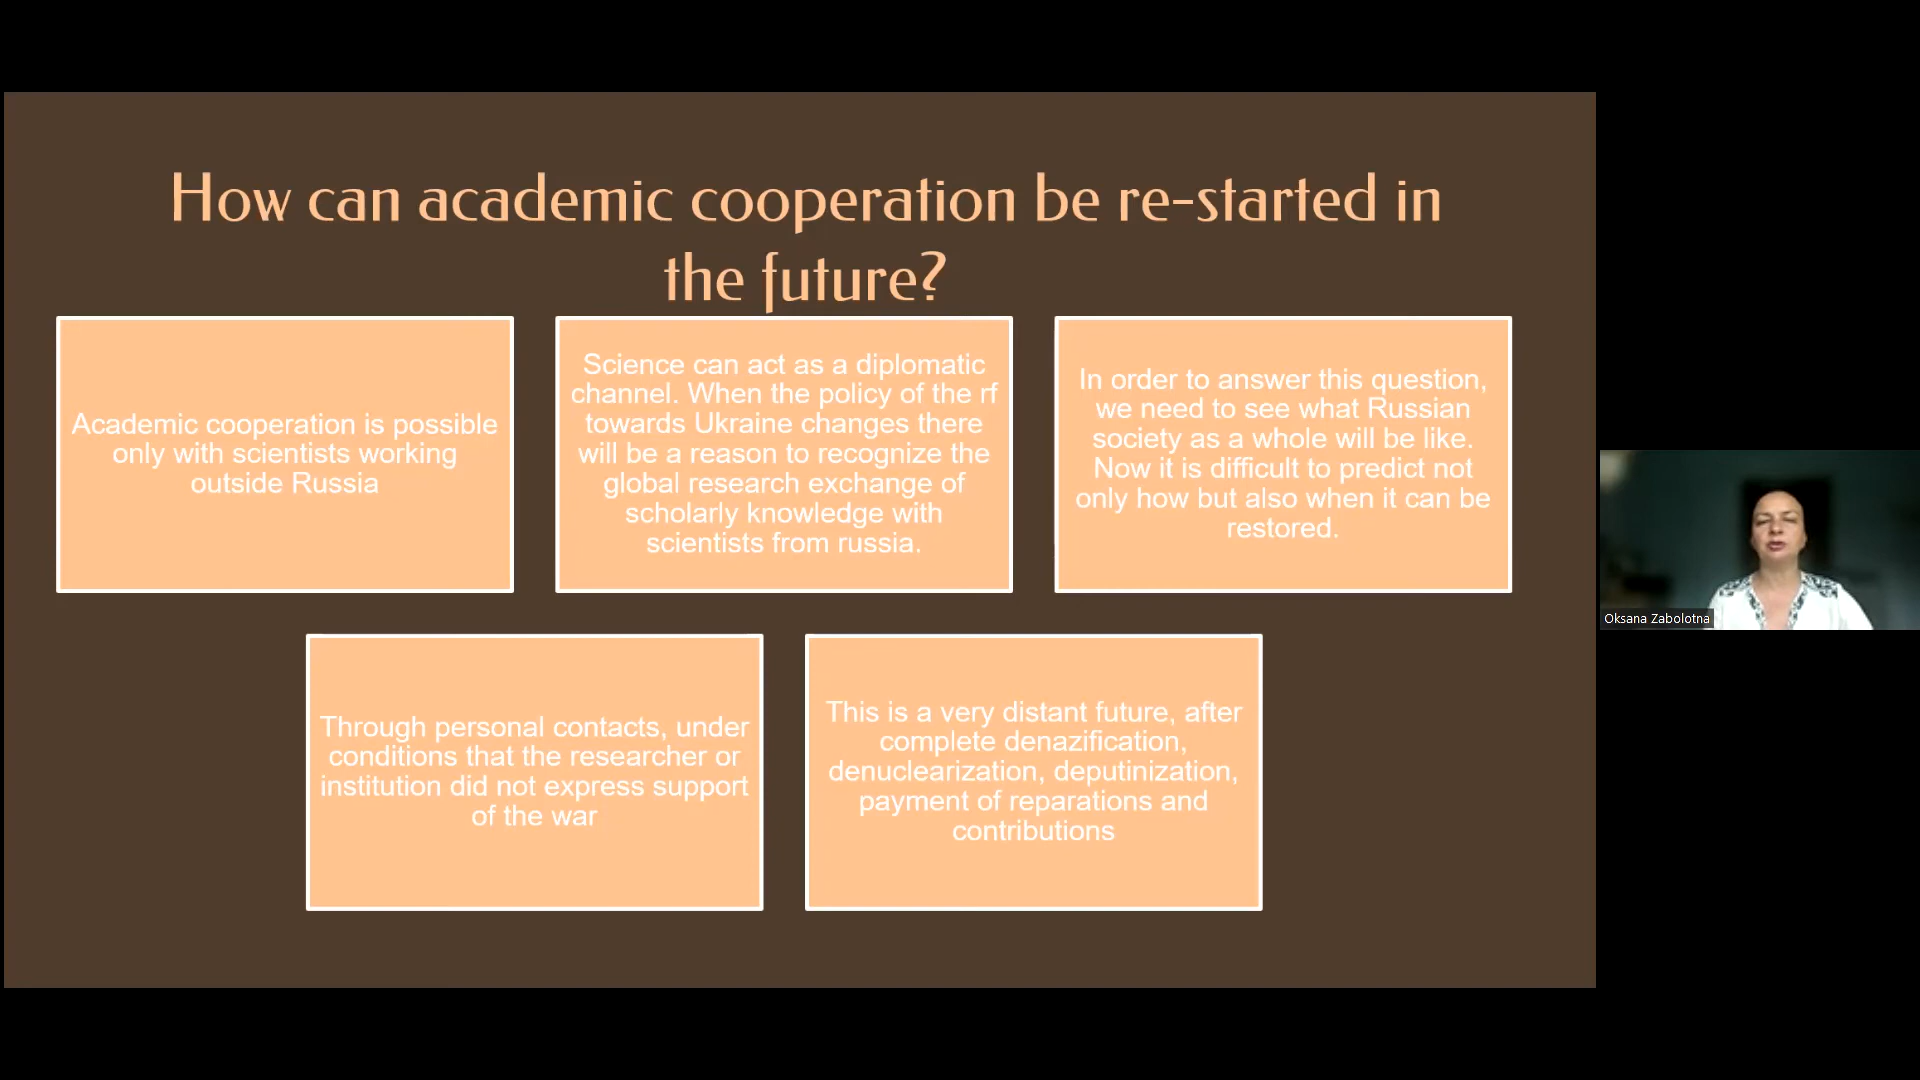 How can academic cooperation be re-started in
the future?
Academic cooperation is possible
only with scientists working
outside Russia
Science can act as a diplomatic
channel. When the policy of the rf
towards Ukraine changes there
will be a reason to recognize the
global research exchange of
scholarly knowledge with
scientists from russia.
In order to answer this question,
we need to see what Russian
society as a whole will be like.
Now it is difficult to predict not
only how but also when it can be
restored.
Through personal contacts, under
conditions that the researcher or
institution did not express support
of the war
This is a very distant future, after
complete denazification,
denuclearization, deputinization,
payment of reparations and
contributions
Oksana Zabolotna